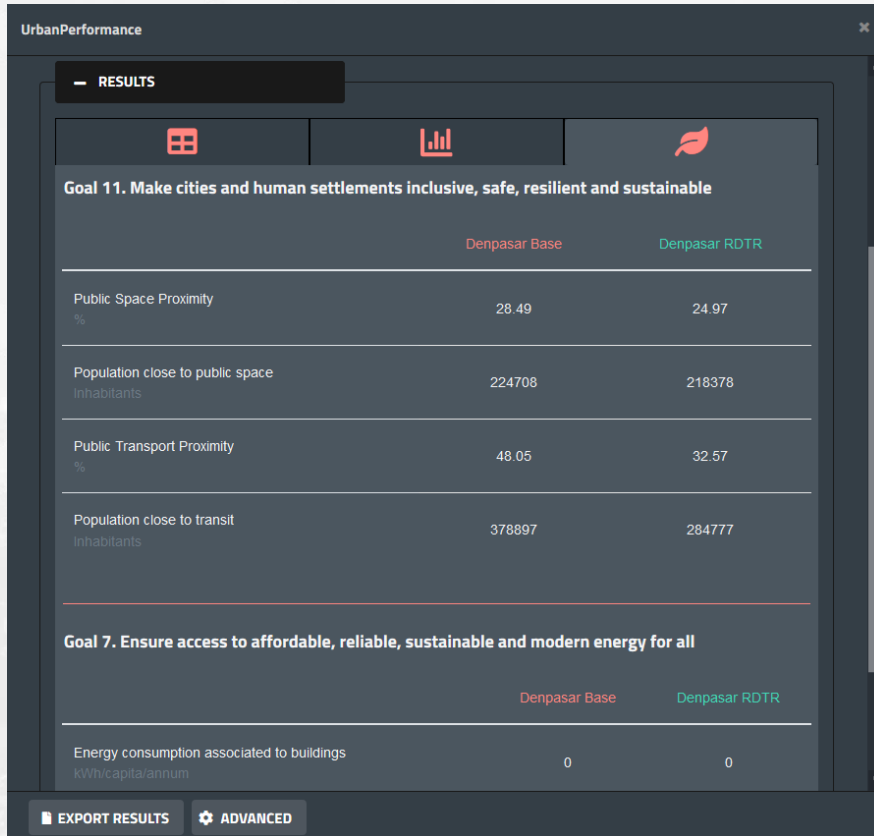 UrbanPerformance
RESULTS
Goal 11. Make cities and human settlements inclusive, safe, resilient and sustainable
Denpasar Base Denpasar RDTR
Public Space Proximity
%
28.49 24.97
Population close to public space
Inhabitants
224708 218378
Public Transport Proximity
%
48.05 32.57
Population close to transit
Inhabitants
378897 284777
Goal 7. Ensure access to affordable, reliable, sustainable and modern energy for all
Denpasar Base Denpasar RDTR
Energy consumption associated to buildings
kWh/capita/annum
0 0
EXPORT RESULTS ADVANCED